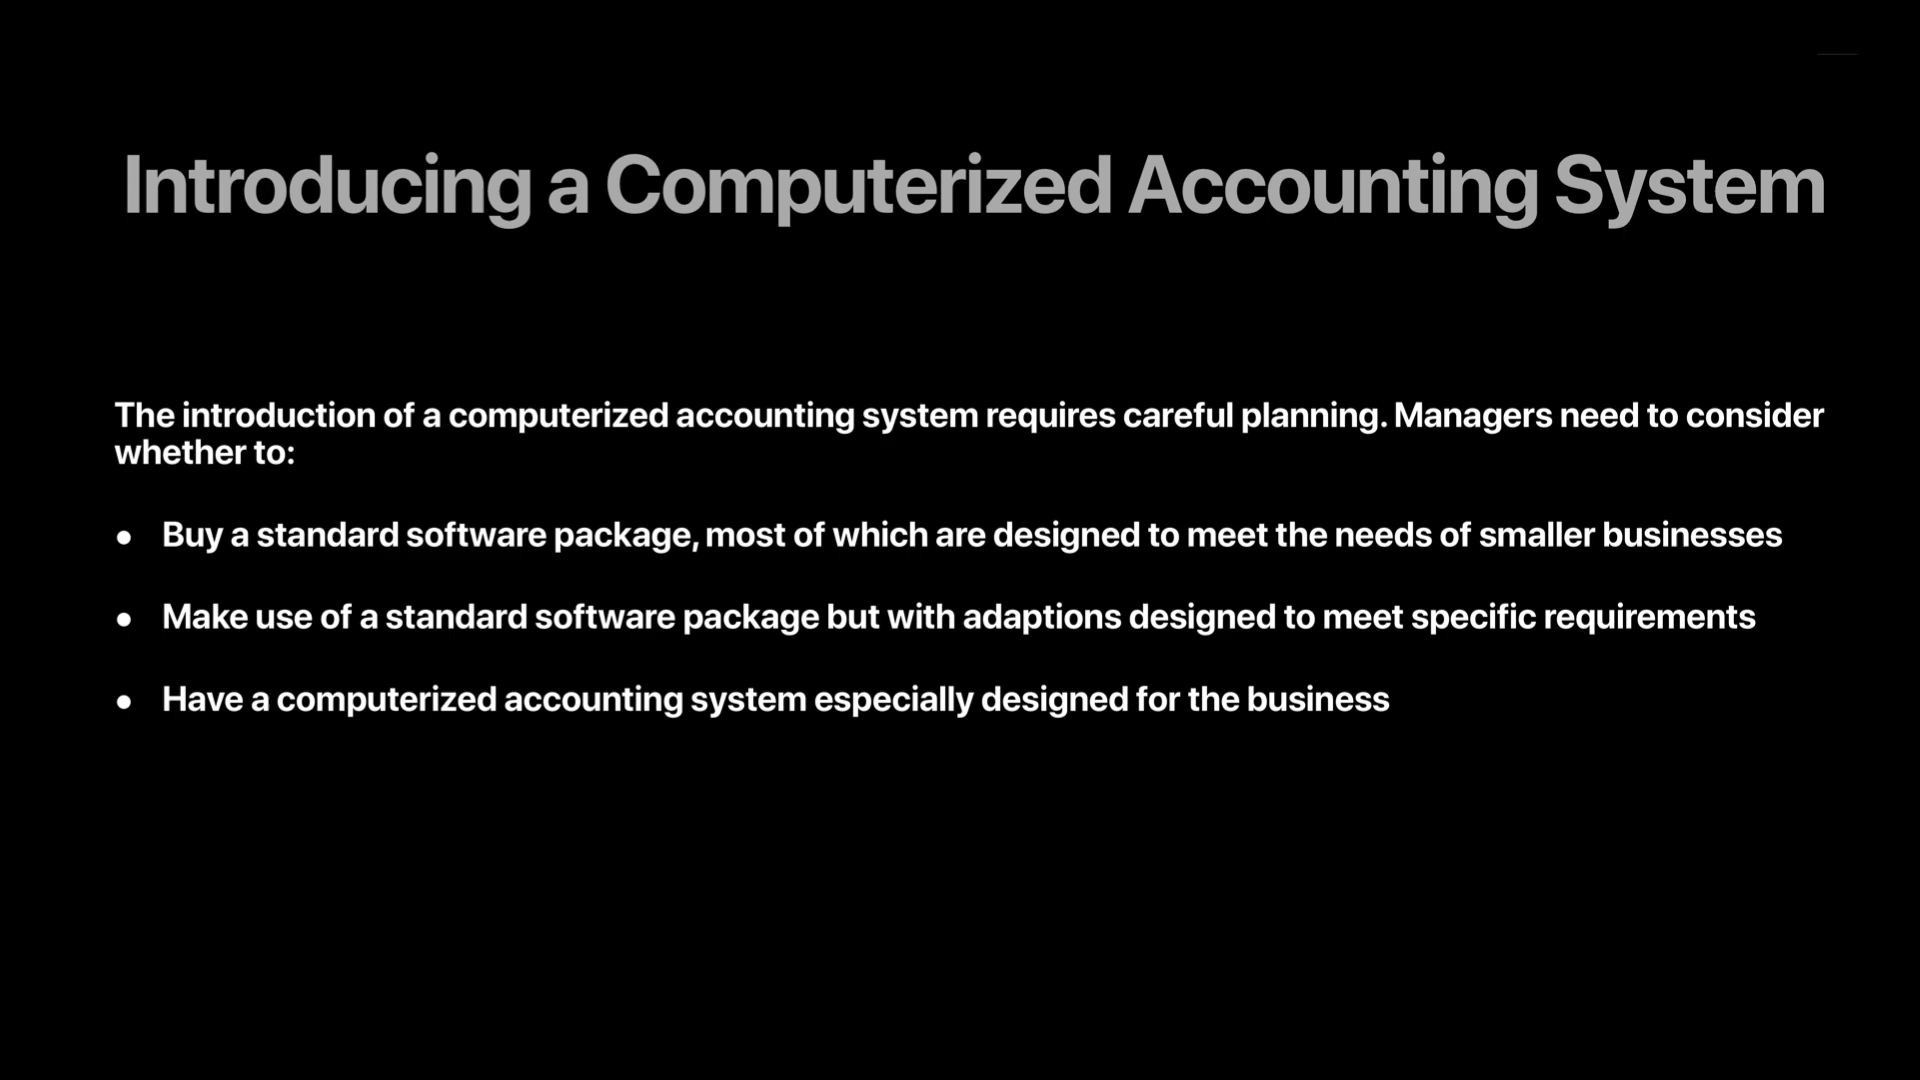 Introducing a Computerized Accounting System
The introduction of a computerized accounting system requires careful planning. Managers need to consider
whether to:
● Buy a standard software package, most of which are designed to meet the needs of smaller businesses
● Make use of a standard software package but with adaptions designed to meet specific requirements
● Have a computerized accounting system especially designed for the business